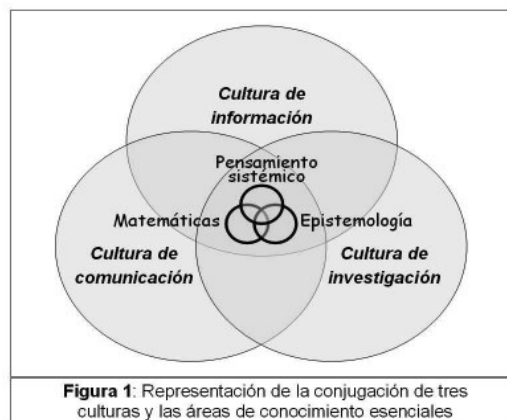 Cultura de
información
Pensamiento
sistémico
Matemáticas
Epistemología
Cultura de
comunicación
Cultura de
investigación
Figura 1: Representación de la conjugación de tres
culturas y las áreas de conocimiento esenciales